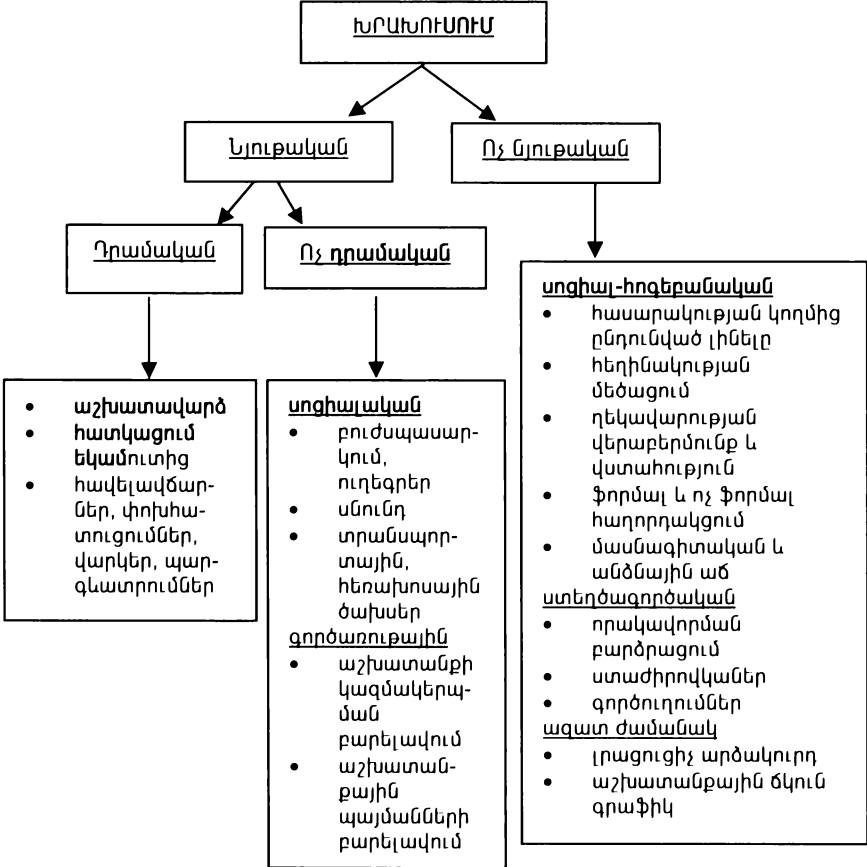 ԽՐԱԽՈՒՍՈՒՄ
Նյութական
Ոչ նյութական
Դրամական
Ոչ դրամական
• աշխատավարձ
• հատկացում
եկամուտից
• հավելավճար-
ներ, փոխհա-
տուցումներ,
վարկեր, պար-
գևատրումներ
սոցիալական
• բուժսպասար-
կում,
ուղեգրեր
• սնունդ
• տրանսպոր-
տային,
հեռախոսային
ծախսեր
գործառութային
• աշխատանքի
կազմակերպ-
ման
բարելավում
• աշխատան-
քային
պայմանների
բարելավում
սոցիալ-հոգեբանական
• հասարակության կողմից
ընդունված լինելը
• հեղինակության
մեծացում
• ղեկավարության
վերաբերմունք և
վստահություն
• ֆորմալ և ոչ ֆորմալ
հաղորդակցում
• մասնագիտական և
անձնային աճ
ստեղծագործական
• որակավորման
բարձրացում
• ստաժիրովկաներ
• գործուղումներ
ազատ ժամանակ
• լրացուցիչ արձակուրդ
• աշխատանքային ճկուն
գրաֆիկ